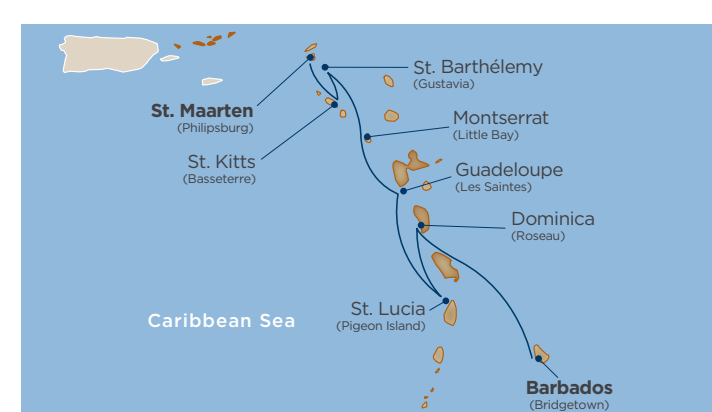 St. Barthélemy
(Gustavia)
St. Maarten
(Philipsburg)
Montserrat
(Little Bay)
St. Kitts
(Basseterre)
Guadeloupe
(Les Saintes)
Dominica
(Roseau)
St. Lucia
(Pigeon Island)
Caribbean Sea
Barbados
(Bridgetown)